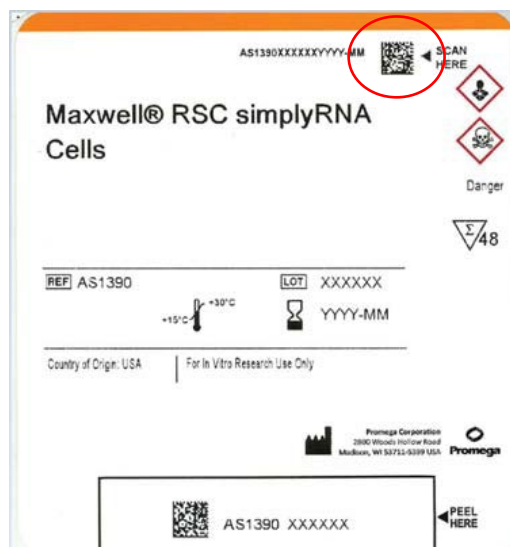 AS1390XXXXXXYYYY-MM
SCAN
HERE
Maxwell® RSC simplyRNA
Cells
Danger
Σ
48
REF AS1390
LOT XXXXXX
+30°C
+15°C
YYYY-MM
Country of Origin: USA
For In Vitro Research Use Only
Promega Corporation
2800 Woods Hollow Road
Madison, WI 53711-5399 USA
Promega
AS1390 XXXXXX
PEEL
HERE